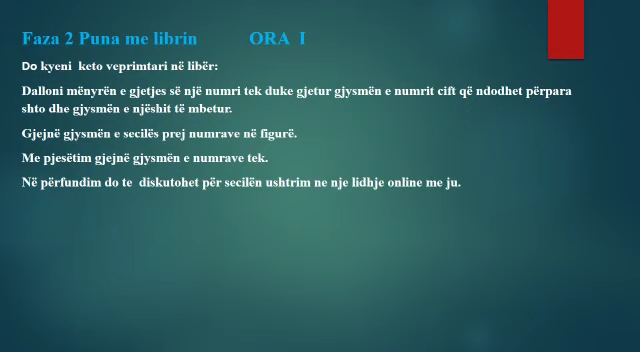 Faza 2 Puna me librin ORA I
Do kyeni keto veprimtari në libër:
Dalloni mënyrën e gjetjes së një numri tek duke gjetur gjysmën e numrit cift që ndodhet përpara
shto dhe gjysmën e njëshit të mbetur.
Gjejnë gjysmën e secilës prej numrave në figurë.
Me pjesëtim gjejnë gjysmën e numrave tek.
Në përfundim do te diskutohet për secilën ushtrim ne nje lidhje online me ju.